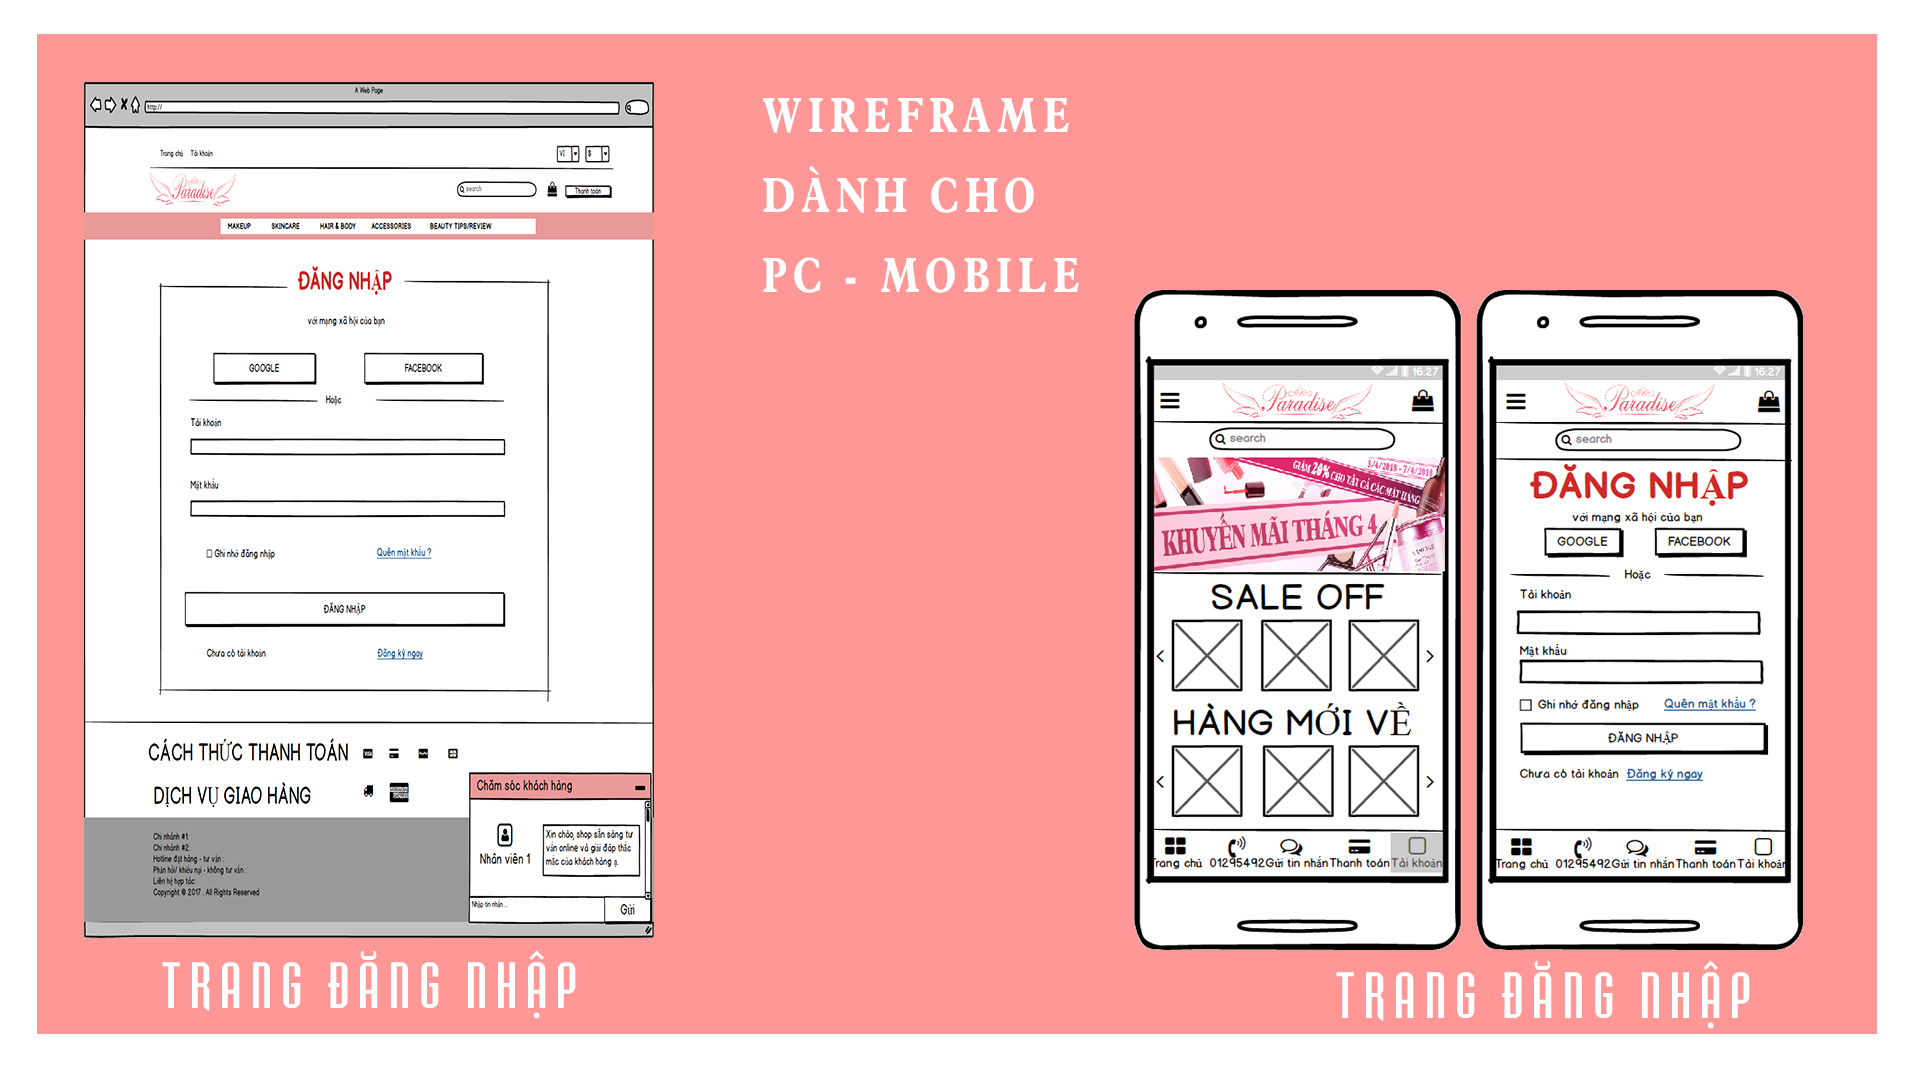 A Web Page
http://
Trang chủ Tài khoản
VI $
Paradise
search
Thanh toán
MAKEUP SKINCARE HAIR & BODY ACCESSORIES BEAUTY TIPS/REVIEW
ĐĂNG NHẬP
với mạng xã hội của bạn
GOOGLE FACEBOOK
Hoặc
Tài khoản
Mật khẩu
Ghi nhớ đăng nhập Quên mật khẩu ?
ĐĂNG NHẬP
Chưa có tài khoản Đăng ký ngay
CÁCH THỨC THANH TOÁN
DỊCH VỤ GIAO HÀNG
Chi nhánh #1:
Chi nhánh #2:
Hotline đặt hàng - tư vấn :
Phản hồi/ khiếu nại - không tư vấn :
Liên hệ hợp tác:
Copyright © 2017 . All Rights Reserved
Chăm sóc khách hàng
Nhân viên 1
Xin chào, shop sẵn sàng tư
vấn online và giải đáp thắc
mắc của khách hàng ạ.
Nhập tin nhắn ..
Gửi
TRANG ĐĂNG NHẬP
WIREFRAME
DÀNH CHO
PC - MOBILE
16:27
Paradise
search
3/4/2018 - 7/4/2018
GIẢM 20% CHO TẤT CẢ CÁC MẶT HÀNG
KHUYẾN MÃI THÁNG 4
SALE OFF
HÀNG MỚI VỀ
Trang chủ 01295492 Gửi tin nhắn Thanh toán Tài khoản
16:27
Paradise
search
ĐĂNG NHẬP
với mạng xã hội của bạn
GOOGLE FACEBOOK
Hoặc
Tài khoản
Mật khẩu
Ghi nhớ đăng nhập Quên mật khẩu ?
ĐĂNG NHẬP
Chưa có tài khoản Đăng ký ngay
Trang chủ 01295492 Gửi tin nhắn Thanh toán Tài khoản
TRANG ĐĂNG NHẬP